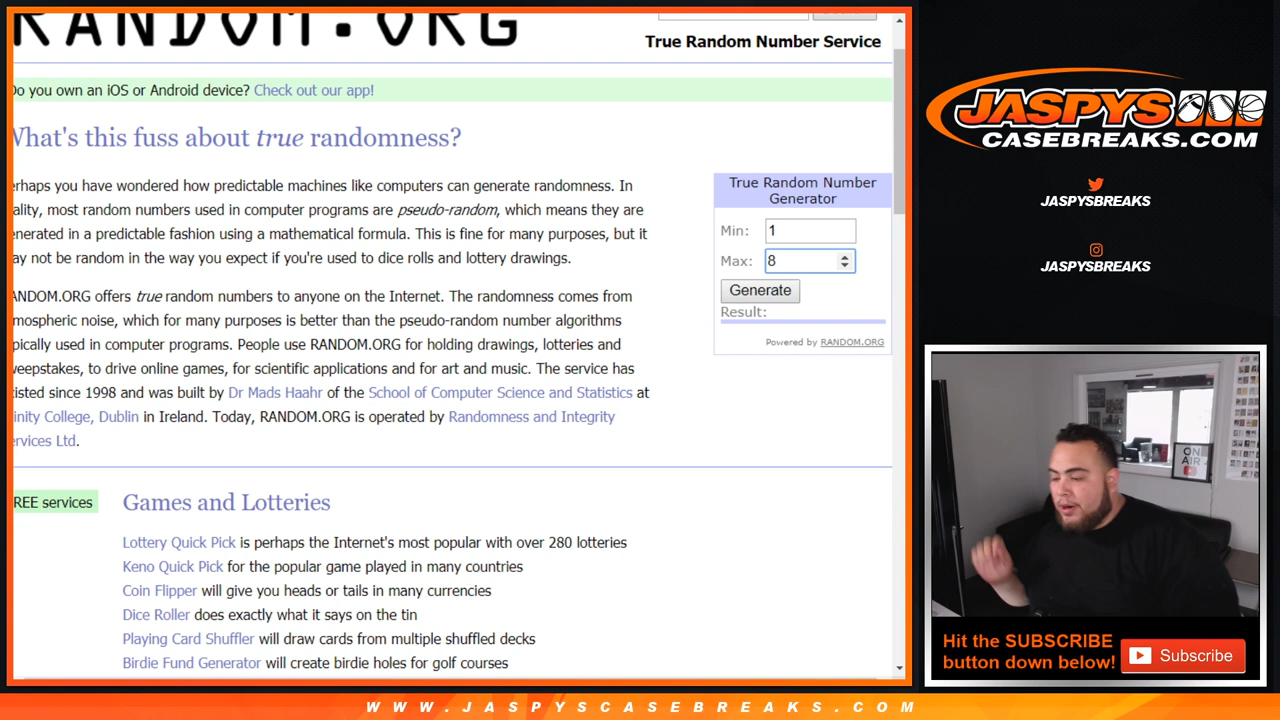 RANDOM.ORG
True Random Number Service
Do you own an iOS or Android device? Check out our app!
What's this fuss about true randomness?
erhaps you have wondered how predictable machines like computers can generate randomness. In
ality, most random numbers used in computer programs are pseudo-random, which means they are
enerated in a predictable fashion using a mathematical formula. This is fine for many purposes, but it
ay not be random in the way you expect if you're used to dice rolls and lottery drawings.
ANDOM.ORG offers true random numbers to anyone on the Internet. The randomness comes from
mospheric noise, which for many purposes is better than the pseudo-random number algorithms
pically used in computer programs. People use RANDOM.ORG for holding drawings, lotteries and
weepstakes, to drive online games, for scientific applications and for art and music. The service has
isted since 1998 and was built by Dr Mads Haahr of the School of Computer Science and Statistics at
inity College, Dublin in Ireland. Today, RANDOM.ORG is operated by Randomness and Integrity
ervices Ltd.
True Random Number
Generator
Min: 1
Max: 8
Generate
Result:
Powered by RANDOM.ORG
REE services
Games and Lotteries
Lottery Quick Pick is perhaps the Internet's most popular with over 280 lotteries
Keno Quick Pick for the popular game played in many countries
Coin Flipper will give you heads or tails in many currencies
Dice Roller does exactly what it says on the tin
Playing Card Shuffler will draw cards from multiple shuffled decks
Birdie Fund Generator will create birdie holes for golf courses
JASPYS
CASEBREAKS.COM
JASPYSBREAKS
JASPYSBREAKS
ON
AIR
Hit the SUBSCRIBE
button down below!
Subscribe
WWW.JASPYSCASEBREAKS.COM